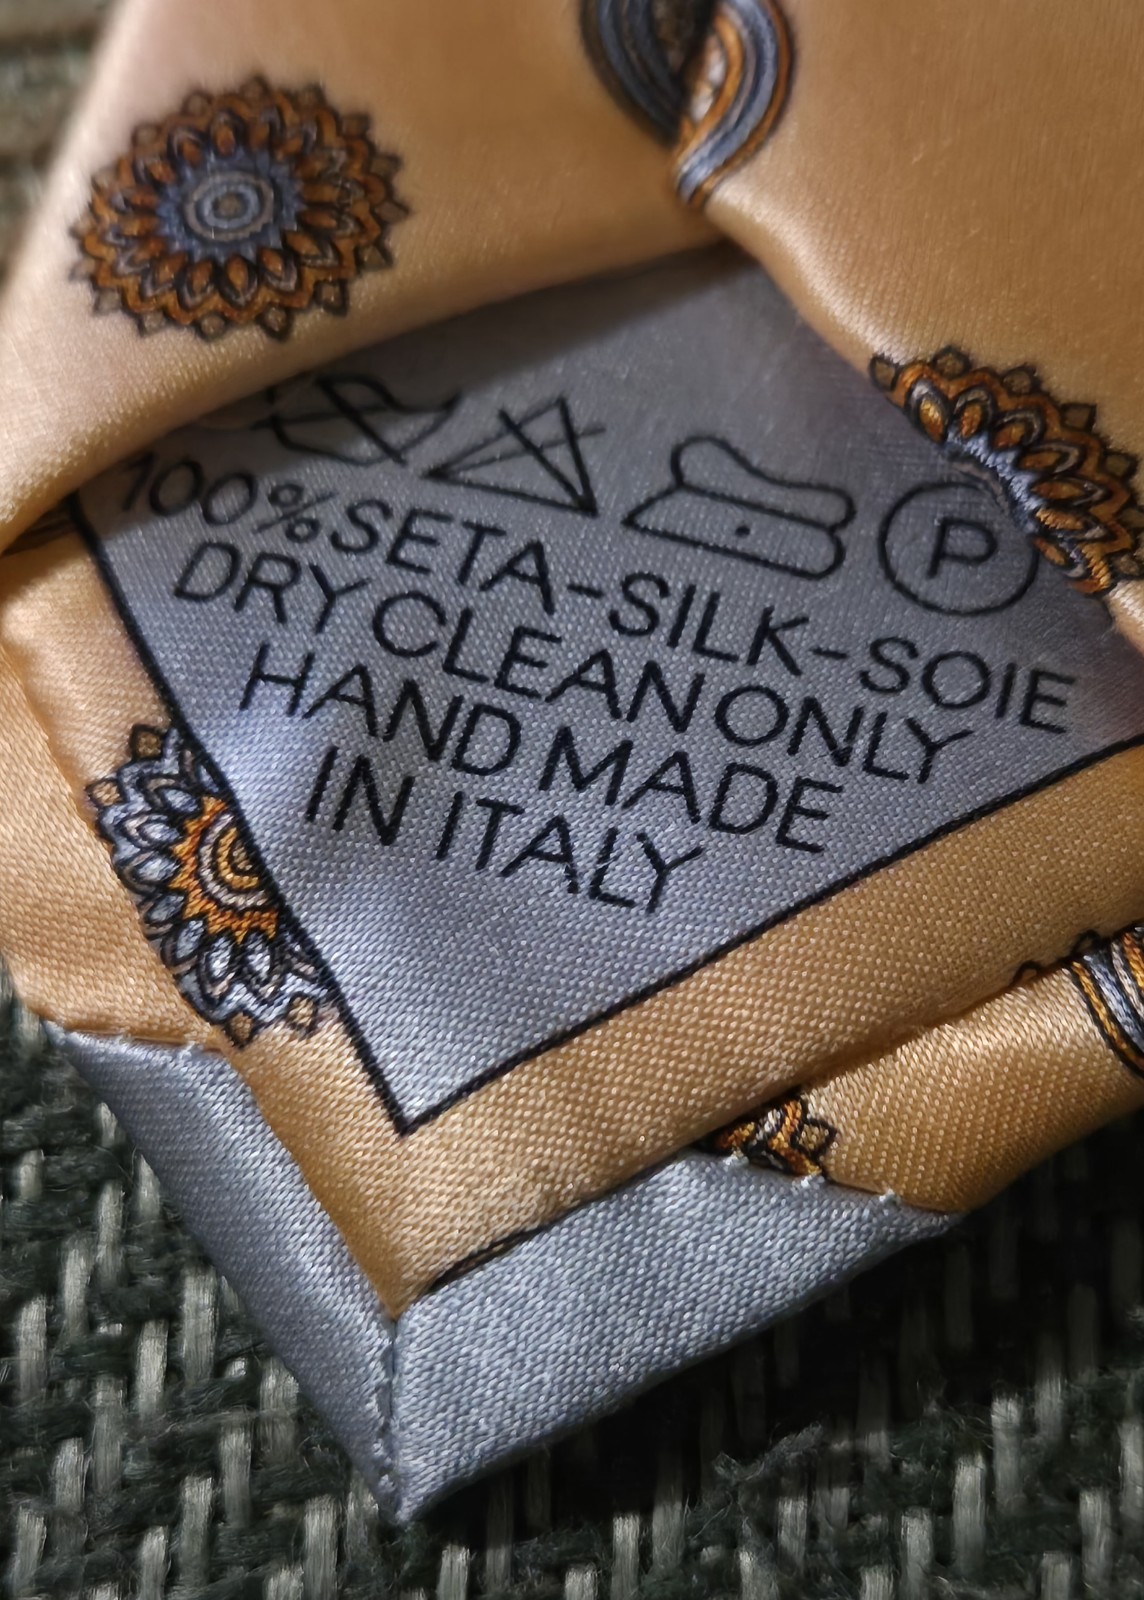 P
100% SETA-SILK-SOIE
DRY CLEAN ONLY
HAND MADE
IN ITALY